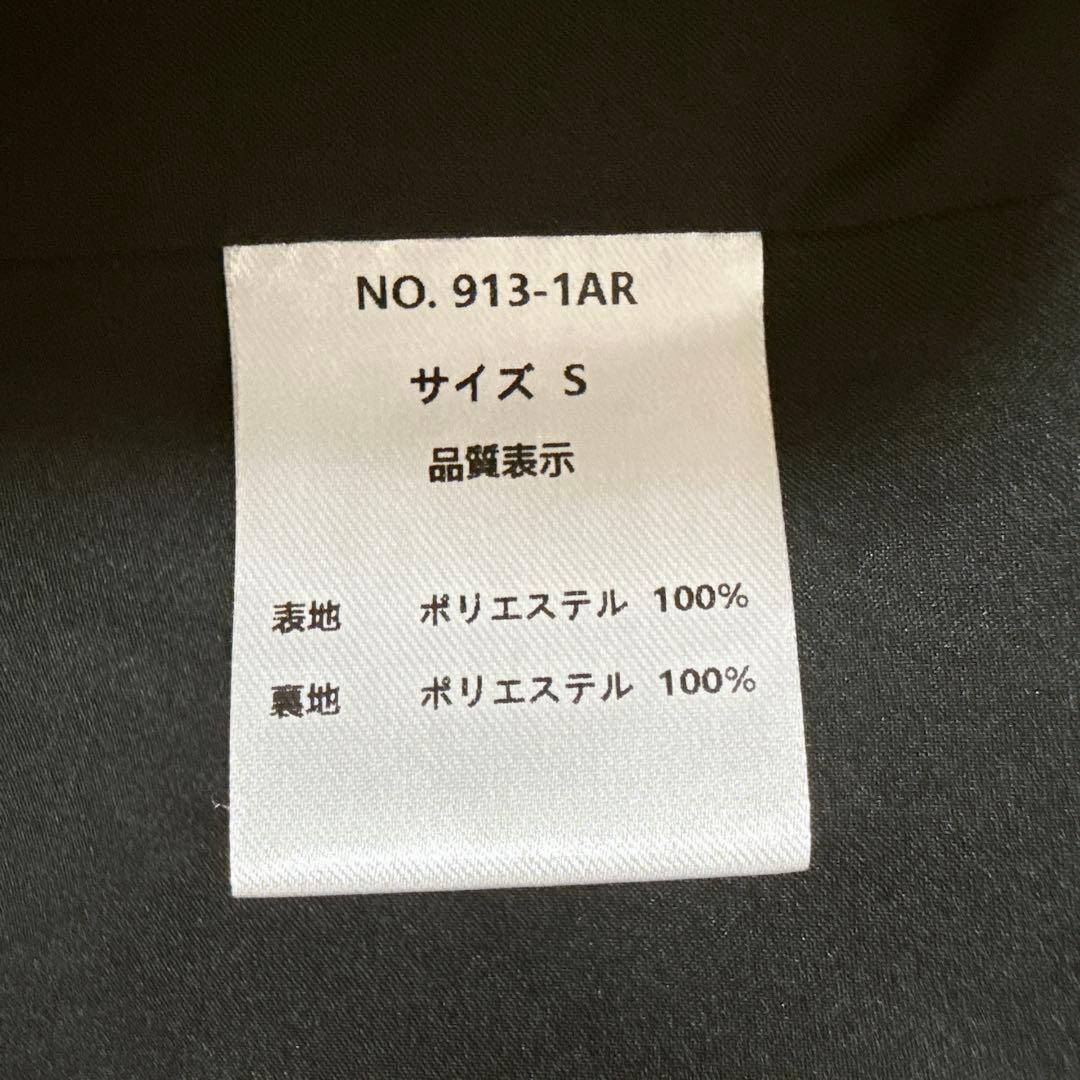 NO. 913-1AR
サイズ S
品質表示
表地 ポリエステル 100%
裏地 ポリエステル 100%